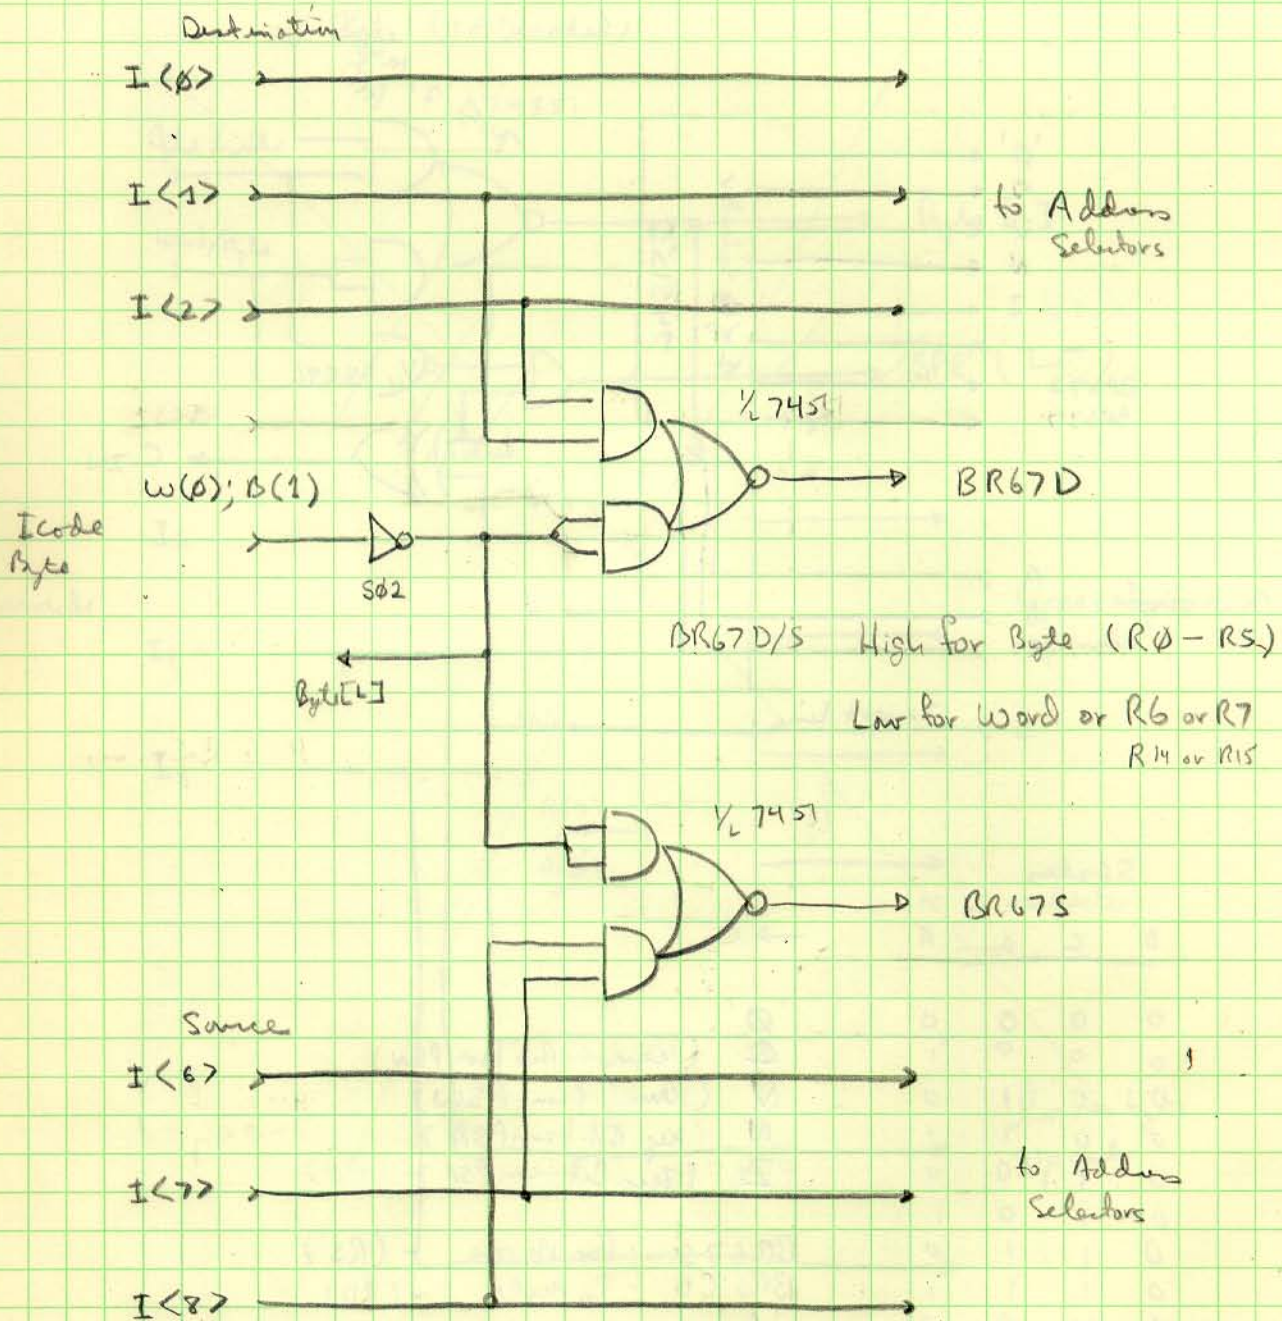 Destination
I<0>
I<1>
to Address
Selectors
I<2>
½ 7451
W(0); B(1)
BR67D
Icode
Byte
S02
BR67D/S High for Byte (R0 – R5)
Byte[L]
Low for Word or R6 or R7
R14 or R15
½ 7451
BR67S
Source
I<6>
I<7>
to Address
Selectors
I<8>